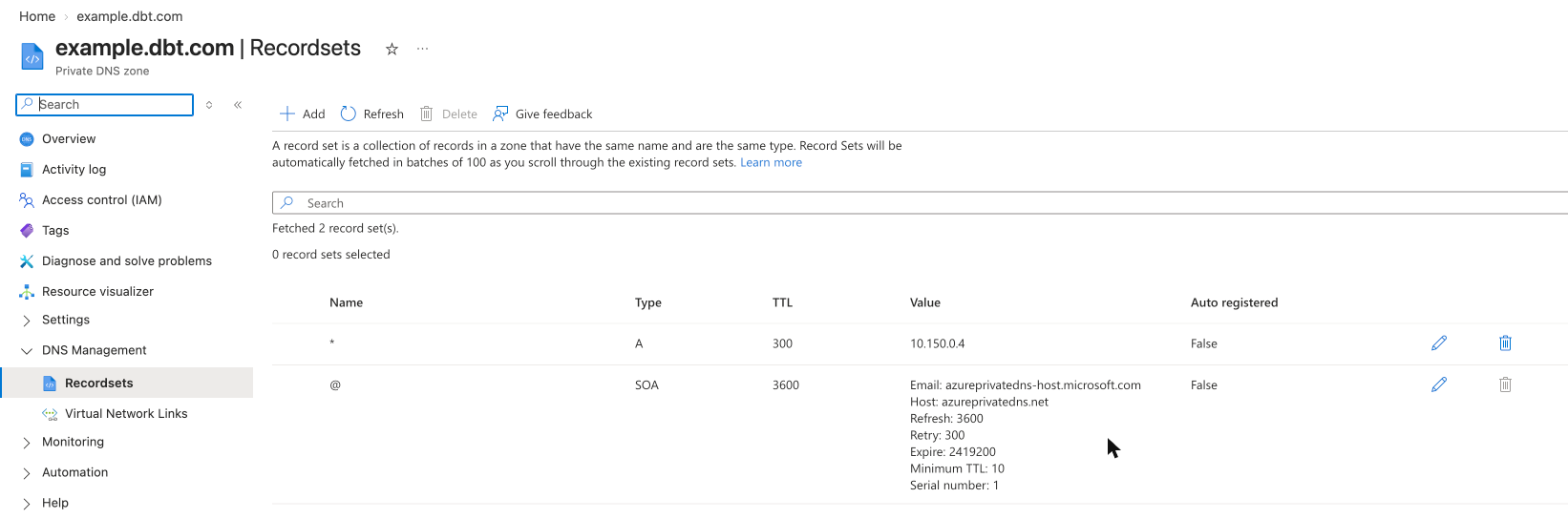 Home > example.dbt.com
example.dbt.com | Recordsets ☆ ...
Private DNS zone
Search
Overview
Activity log
Access control (IAM)
Tags
Diagnose and solve problems
Resource visualizer
Settings
DNS Management
Recordsets
Virtual Network Links
Monitoring
Automation
Help
Add Refresh Delete Give feedback
A record set is a collection of records in a zone that have the same name and are the same type. Record Sets will be
automatically fetched in batches of 100 as you scroll through the existing record sets. Learn more
Search
Fetched 2 record set(s).
0 record sets selected
Name Type TTL Value Auto registered
* A 300 10.150.0.4 False
@ SOA 3600 Email: azureprivatedns-host.microsoft.com False
Host: azureprivatedns.net
Refresh: 3600
Retry: 300
Expire: 2419200
Minimum TTL: 10
Serial number: 1